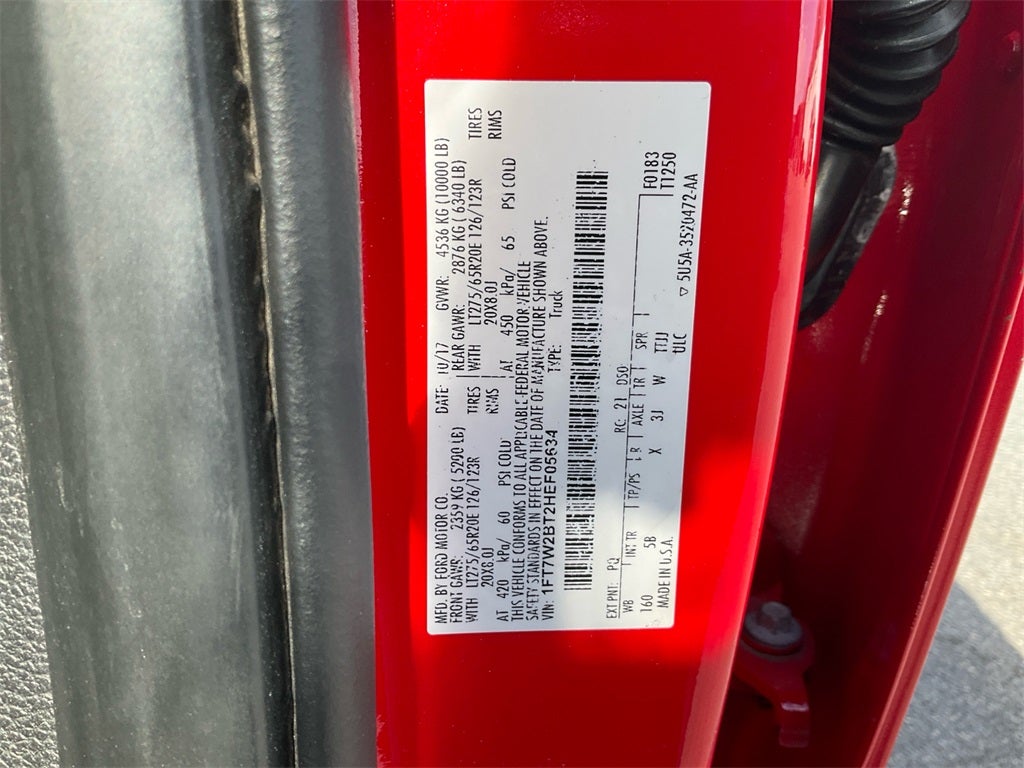 MFD. BY FORD MOTOR CO. DATE: 10/17 GVWR: 4536 KG (10000 LB)
FRONT GAWR: 2359 KG ( 5200 LB) REAR GAWR: 2876 KG ( 6340 LB)
WITH LT275/65R20E 126/123R TIRES WITH LT275/65R20E 126/123R TIRES
20X8.0J RIMS 20X8.0J RIMS
AT 420 kPa/ 60 PSI COLD AT 450 kPa/ 65 PSI COLD
THIS VEHICLE CONFORMS TO ALL APPLICABLE FEDERAL MOTOR VEHICLE
SAFETY STANDARDS IN EFFECT ON THE DATE OF MANUFACTURE SHOWN ABOVE.
VIN: 1FT7W2BT2HEF05634 TYPE: Truck
EXT PNT: PQ RC: 21 DSO: F0183
WB INT TR TP/PS R AXLE TR SPR T1250
160 5B X 3J W TTJJ
MADE IN U.S.A. ULC ▽ 5U5A-3520472-AA